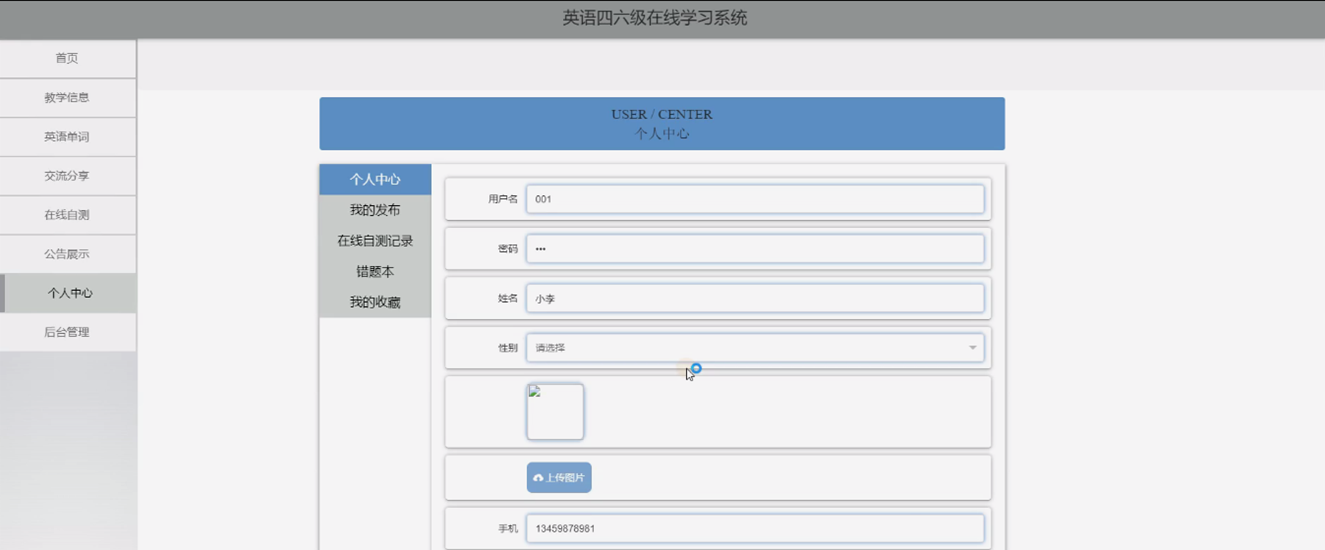 英语四六级在线学习系统
首页
教学信息
英语单词
交流分享
在线自测
公告展示
个人中心
后台管理
USER / CENTER
个人中心
个人中心
我的发布
在线自测记录
错题本
我的收藏
用户名 001
密码 •••
姓名 小李
性别 请选择
上传图片
手机 13459878981